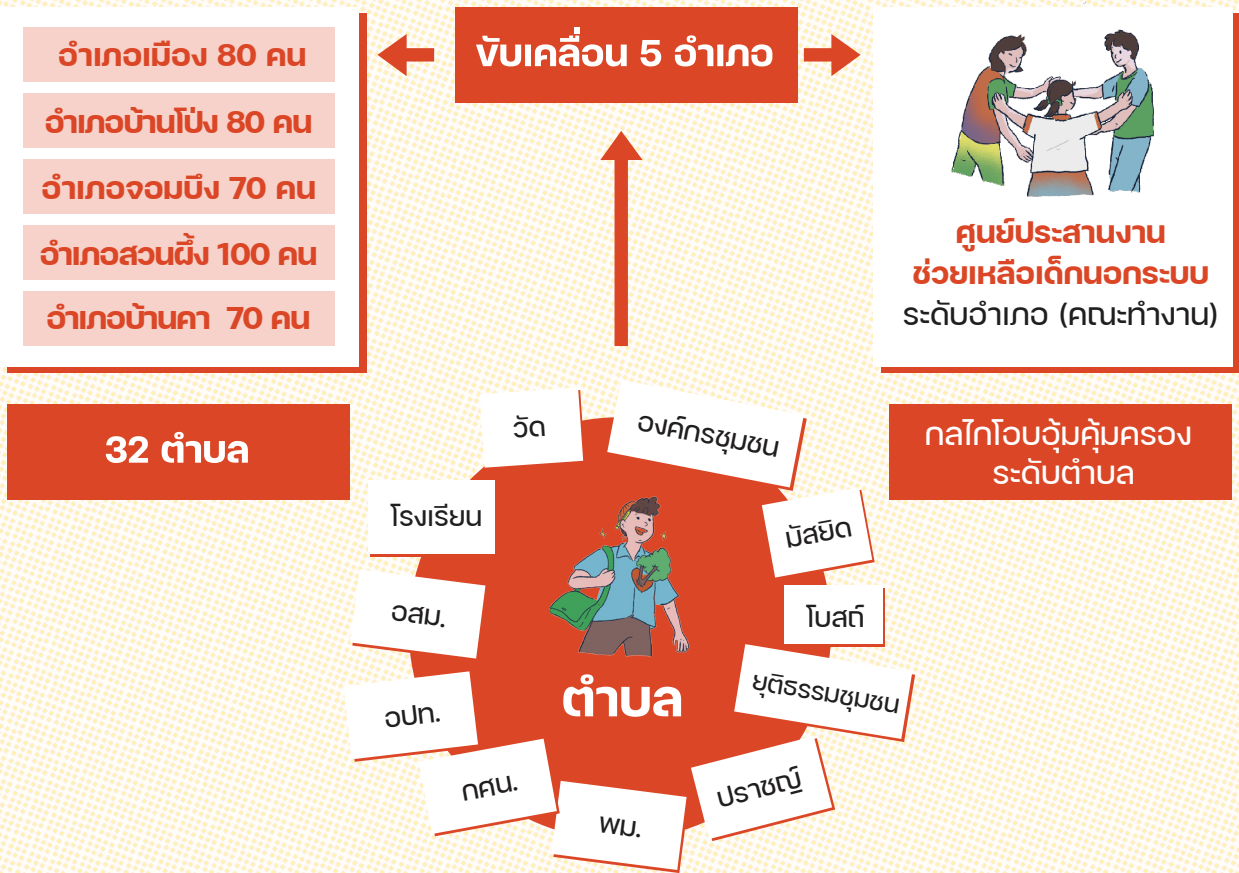 ขับเคลื่อน 5 อำเภอ
อำเภอเมือง 80 คน
อำเภอบ้านโป่ง 80 คน
อำเภอจอมบึง 70 คน
อำเภอสวนผึ้ง 100 คน
อำเภอบ้านคา 70 คน
ศูนย์ประสานงาน
ช่วยเหลือเด็กนอกระบบ
ระดับอำเภอ (คณะทำงาน)
32 ตำบล
กลไกโอบอุ้มคุ้มครอง
ระดับตำบล
วัด
องค์กรชุมชน
โรงเรียน
มัสยิด
อสม.
โบสถ์
ตำบล
ยุติธรรมชุมชน
อปท.
กศน.
ปราชญ์
พม.